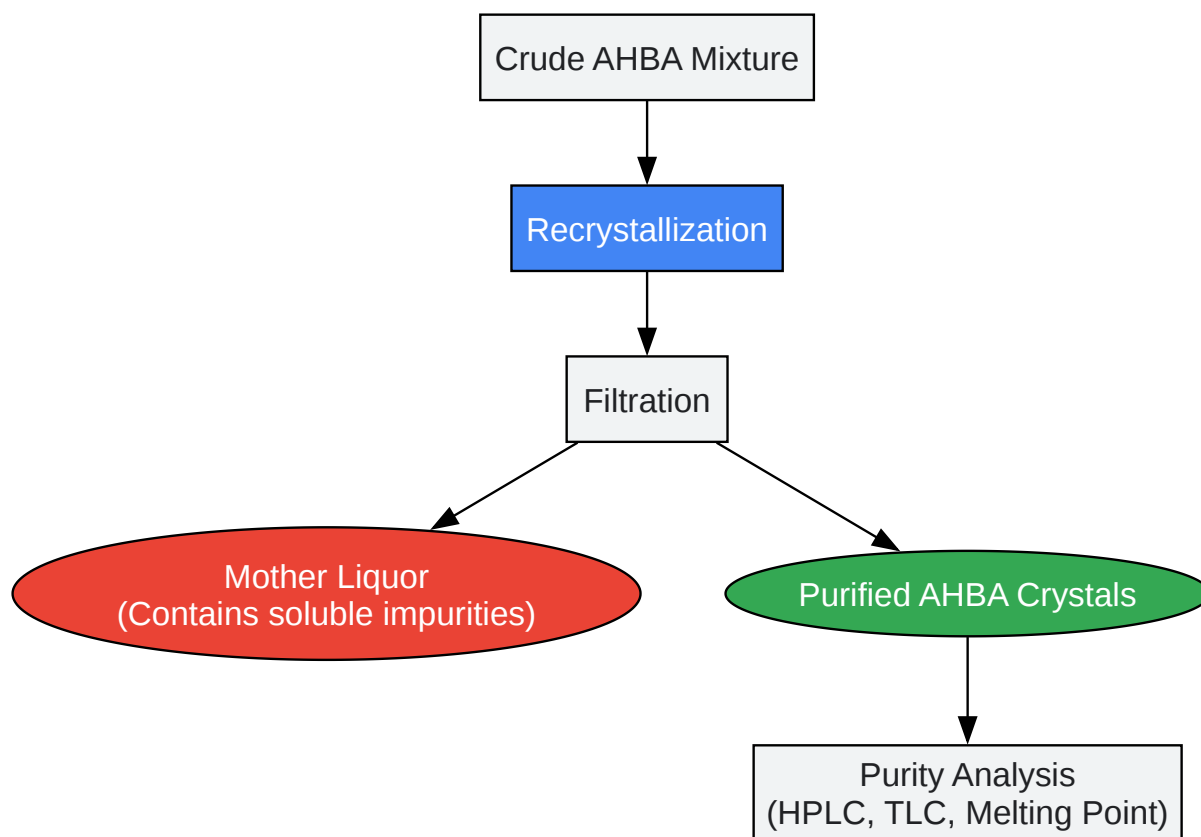 Crude AHBA Mixture
Recrystallization
Filtration
Mother Liquor
(Contains soluble impurities)
Purified AHBA Crystals
Purity Analysis
(HPLC, TLC, Melting Point)